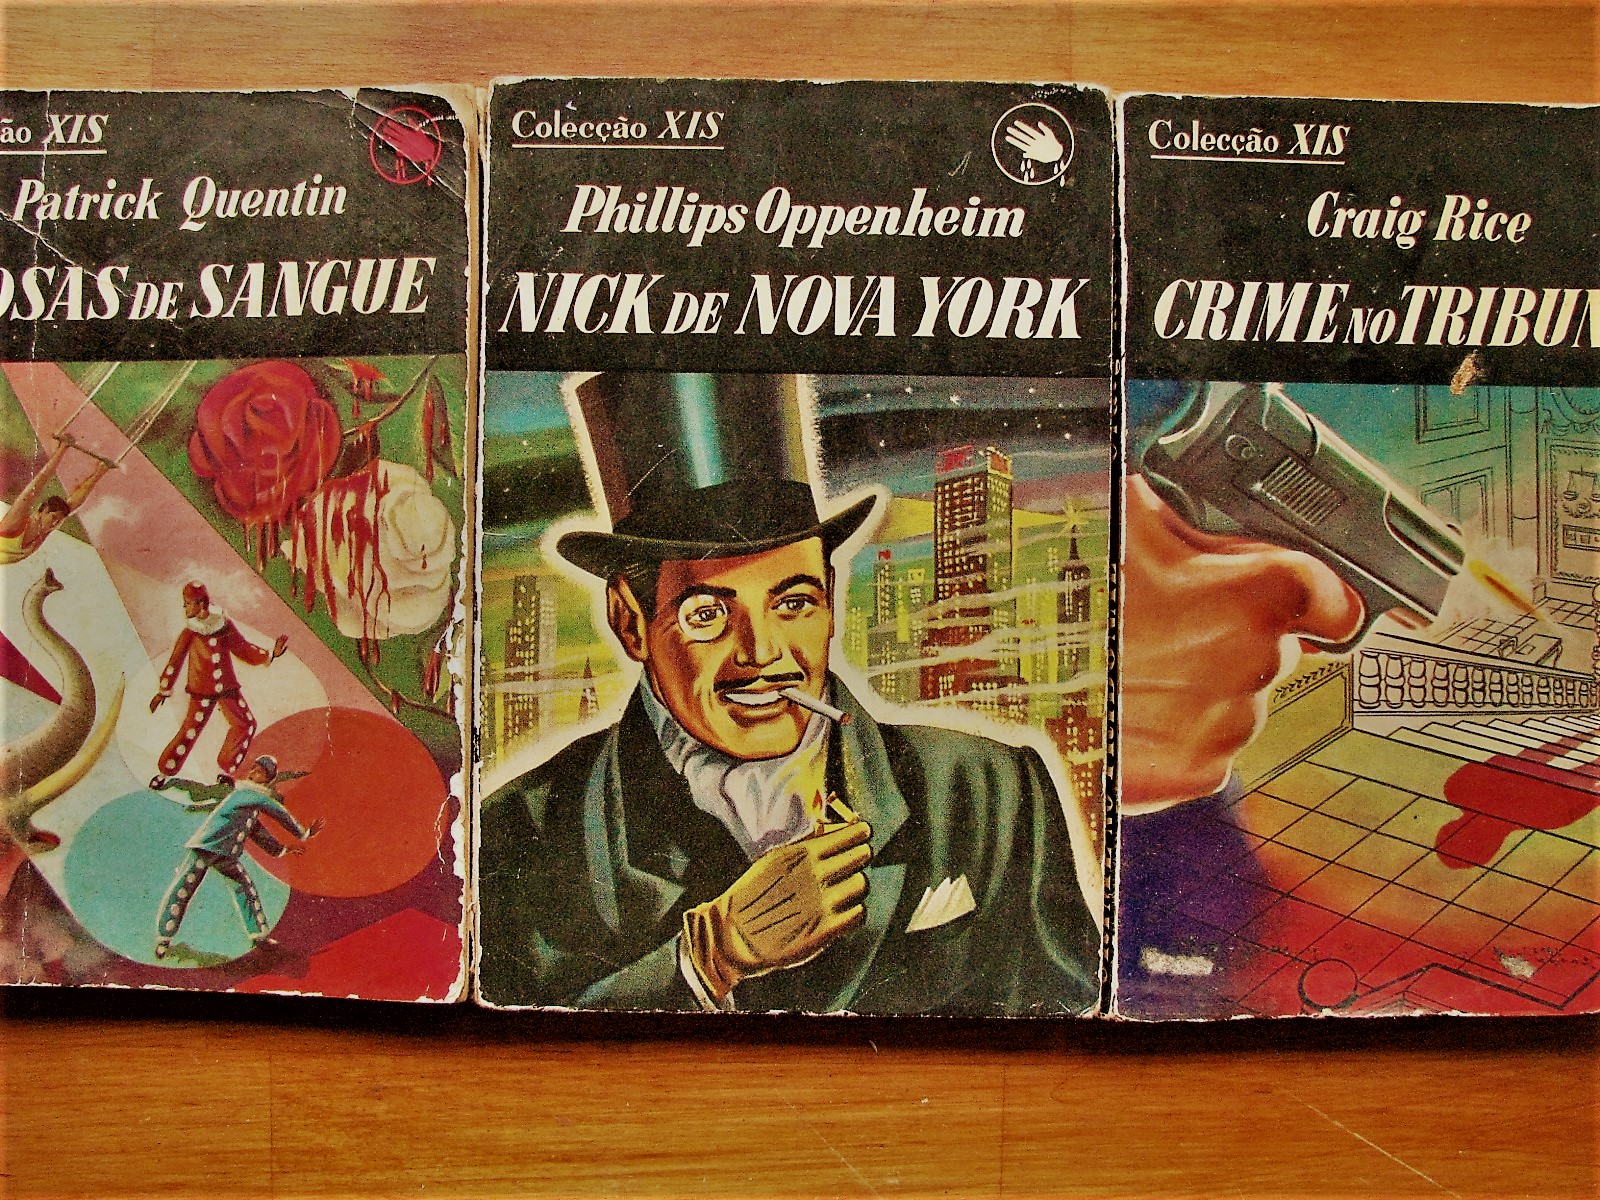 ão XIS
Patrick Quentin
OSAS DE SANGUE
Colecção XIS
Phillips Oppenheim
NICK DE NOVA YORK
Colecção XIS
Craig Rice
CRIME NO TRIBUN